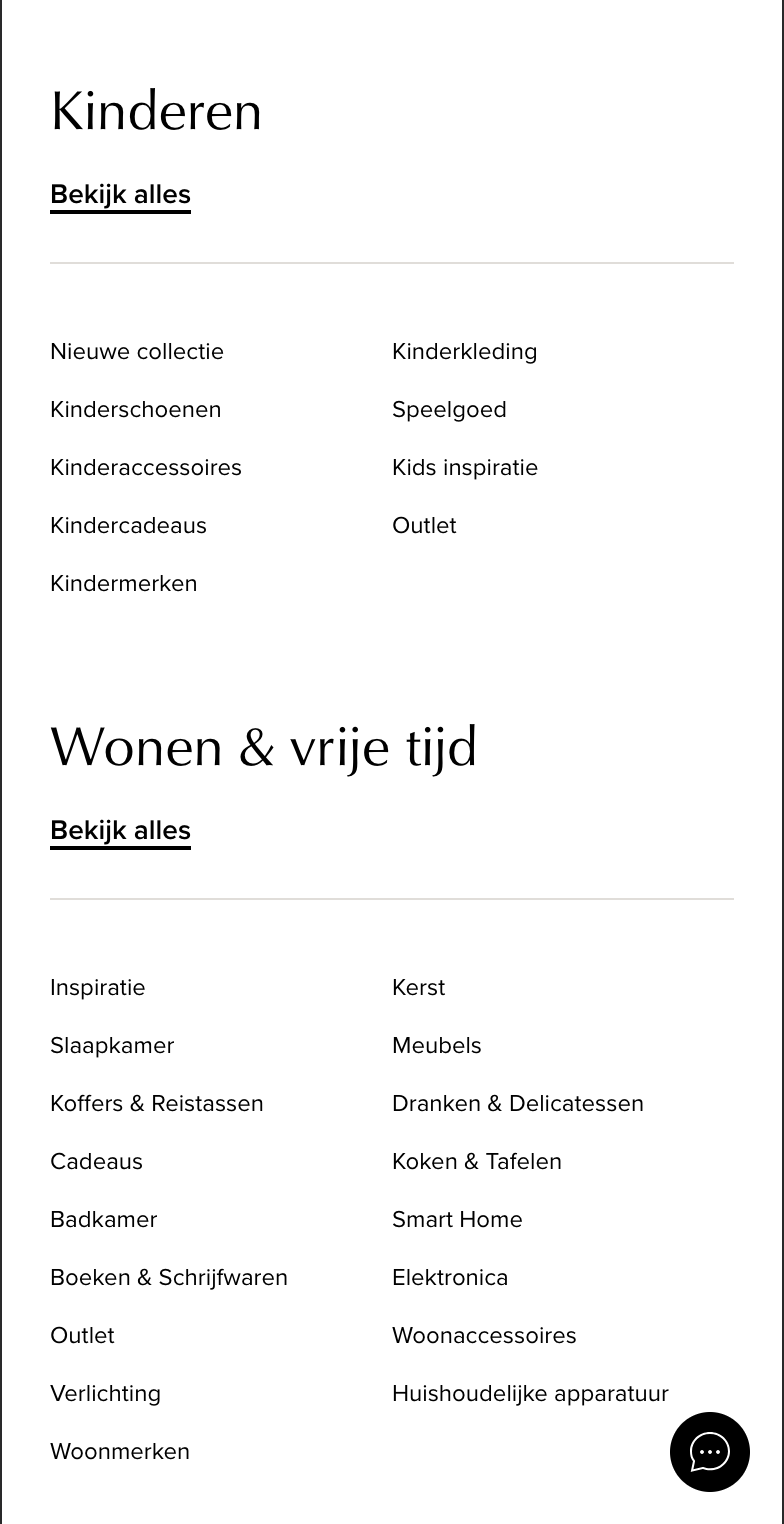 Kinderen
Bekijk alles
Nieuwe collectie
Kinderkleding
Kinderschoenen
Speelgoed
Kinderaccessoires
Kids inspiratie
Kindercadeaus
Outlet
Kindermerken
Wonen & vrije tijd
Bekijk alles
Inspiratie
Kerst
Slaapkamer
Meubels
Koffers & Reistassen
Dranken & Delicatessen
Cadeaus
Koken & Tafelen
Badkamer
Smart Home
Boeken & Schrijfwaren
Elektronica
Outlet
Woonaccessoires
Verlichting
Huishoudelijke apparatuur
Woonmerken